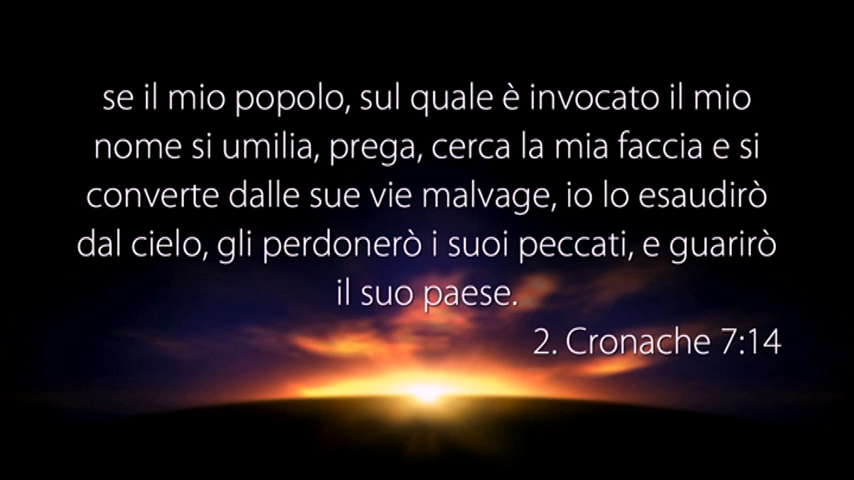 se il mio popolo, sul quale è invocato il mio
nome si umilia, prega, cerca la mia faccia e si
converte dalle sue vie malvage, io lo esaudirò
dal cielo, gli perdonerò i suoi peccati, e guarirò
il suo paese.
2. Cronache 7:14